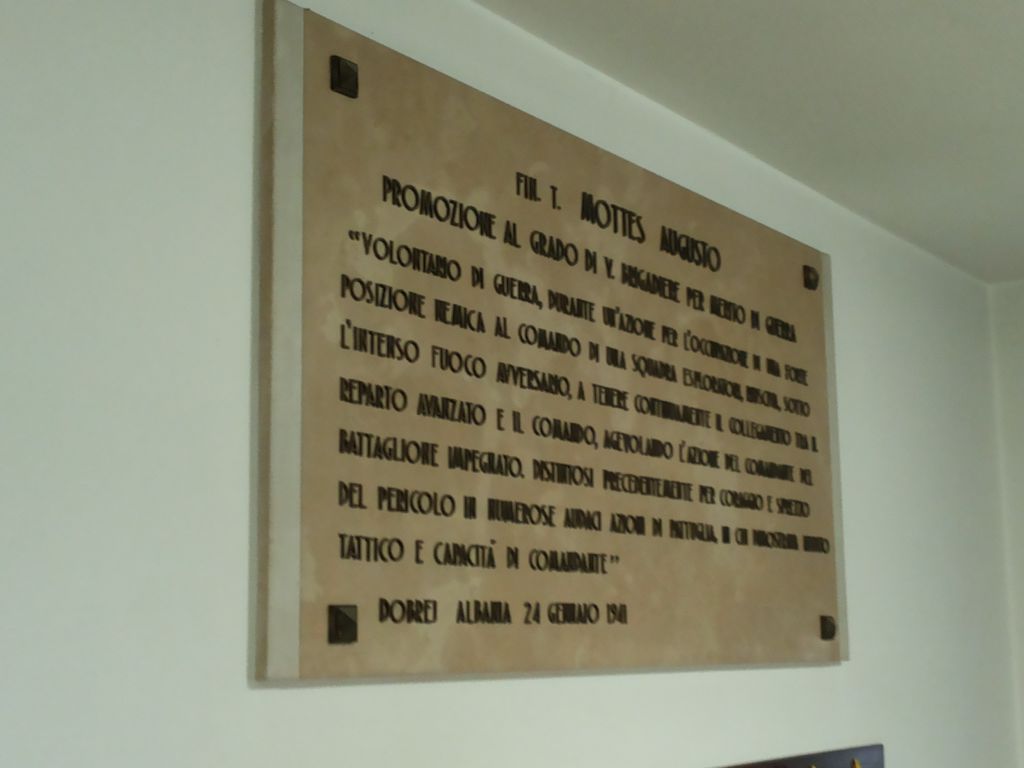 FIN. T. MOTTES AUGUSTO
PROMOZIONE AL GRADO DI V. BRIGADIERE PER MERITO DI GUERRA
"VOLONTARIO DI GUERRA, DURANTE UN'AZIONE PER L'OCCUPAZIONE DI UNA FORTE
POSIZIONE NEMICA AL COMANDO DI UNA SQUADRA ESPLORATORI, RIUSCIVA, SOTTO
L'INTENSO FUOCO AVVERSARIO, A TENERE CONTINUAMENTE IL COLLEGAMENTO TRA IL
REPARTO AVANZATO E IL COMANDO, AGEVOLANDO L'AZIONE DEL COMANDANTE DEL
BATTAGLIONE IMPEGNATO. DISTINTOSI PRECEDENTEMENTE PER CORAGGIO E SPREZZO
DEL PERICOLO IN NUMEROSE AUDACI AZIONI DI PATTUGLIA, IN CUI DIMOSTRAVA INTUITO
TATTICO E CAPACITÀ DI COMANDANTE"
DOBREJ ALBANIA 24 GENNAIO 1941